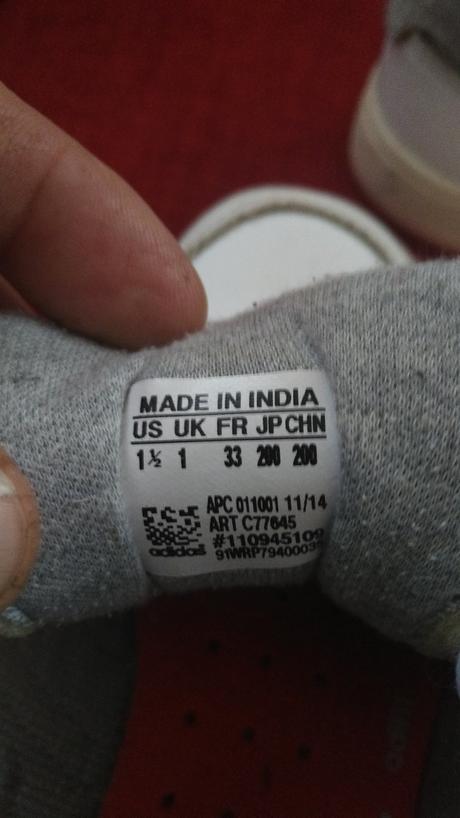 MADE IN INDIA
US UK FR JP CHN
1½ 1 33 200 200
APC 011001 11/14
ART C77645
#110945109
adidas